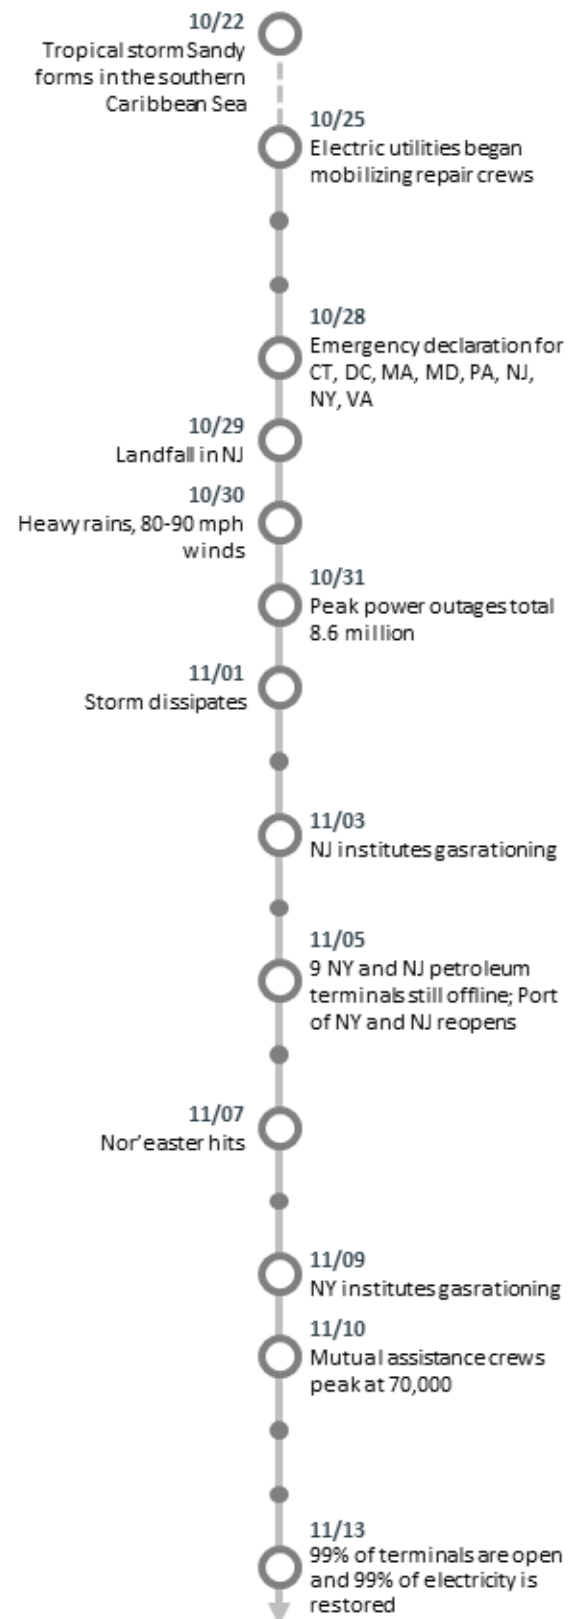 10/22
Tropical storm Sandy
forms in the southern
Caribbean Sea
10/25
Electric utilities began
mobilizing repair crews
10/28
Emergency declaration for
CT, DC, MA, MD, PA, NJ,
NY, VA
10/29
Landfall in NJ
10/30
Heavy rains, 80-90 mph
winds
10/31
Peak power outages total
8.6 million
11/01
Storm dissipates
11/03
NJ institutes gas rationing
11/05
9 NY and NJ petroleum
terminals still offline; Port
of NY and NJ reopens
11/07
Nor’easter hits
11/09
NY institutes gas rationing
11/10
Mutual assistance crews
peak at 70,000
11/13
99% of terminals are open
and 99% of electricity is
restored